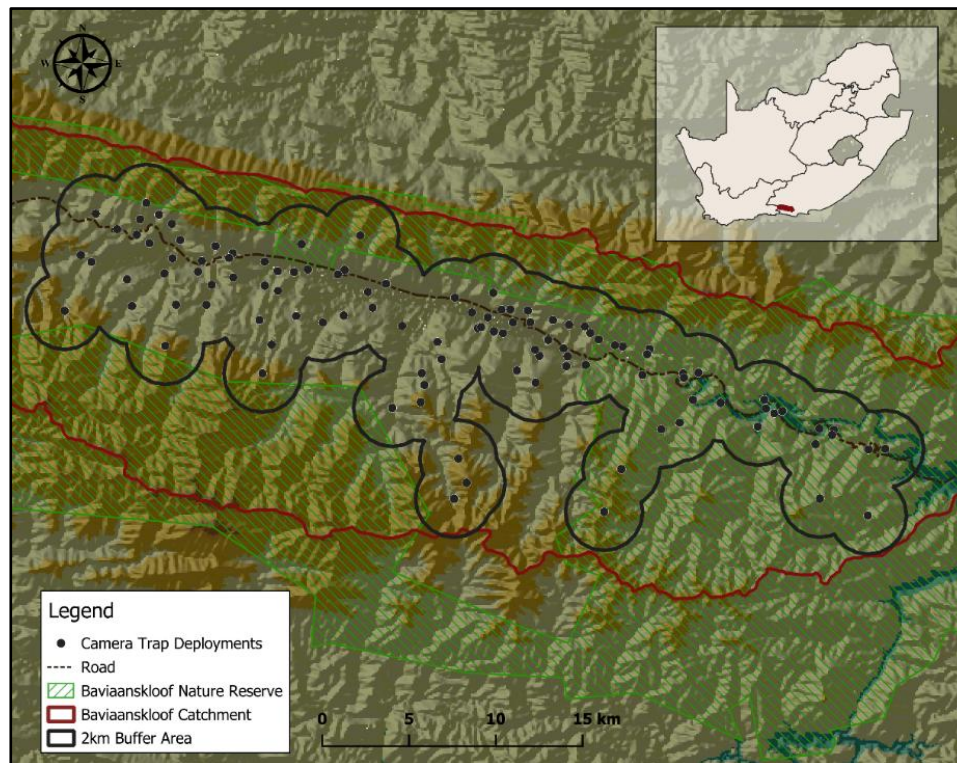 N
W E
S
Legend
Camera Trap Deployments
Road
Baviaanskloof Nature Reserve
Baviaanskloof Catchment
2km Buffer Area
0 5 10 15 km